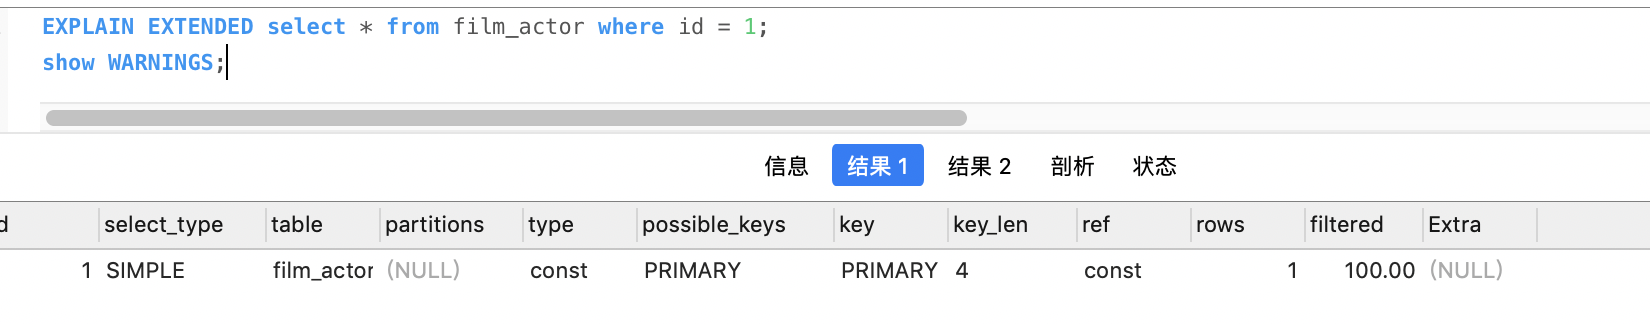 EXPLAIN EXTENDED select * from film_actor where id = 1;
show WARNINGS;
信息 结果 1 结果 2 剖析 状态
d select_type table partitions type possible_keys key key_len ref rows filtered Extra
1 SIMPLE film_actor (NULL) const PRIMARY PRIMARY 4 const 1 100.00 (NULL)